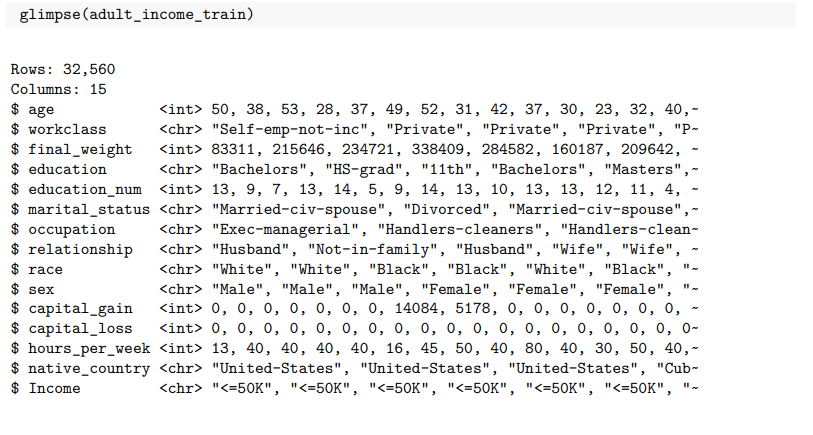 glimpse(adult_income_train)
Rows: 32,560
Columns: 15
$ age            <int> 50, 38, 53, 28, 37, 49, 52, 31, 42, 37, 30, 23, 32, 40,~
$ workclass      <chr> "Self-emp-not-inc", "Private", "Private", "Private", "P~
$ final_weight   <int> 83311, 215646, 234721, 338409, 284582, 160187, 209642, ~
$ education      <chr> "Bachelors", "HS-grad", "11th", "Bachelors", "Masters",~
$ education_num  <int> 13, 9, 7, 13, 14, 5, 9, 14, 13, 10, 13, 13, 12, 11, 4, ~
$ marital_status <chr> "Married-civ-spouse", "Divorced", "Married-civ-spouse",~
$ occupation     <chr> "Exec-managerial", "Handlers-cleaners", "Handlers-clean~
$ relationship   <chr> "Husband", "Not-in-family", "Husband", "Wife", "Wife", ~
$ race           <chr> "White", "White", "Black", "Black", "White", "Black", "~
$ sex            <chr> "Male", "Male", "Male", "Female", "Female", "Female", "~
$ capital_gain   <int> 0, 0, 0, 0, 0, 0, 0, 14084, 5178, 0, 0, 0, 0, 0, 0, 0, ~
$ capital_loss   <int> 0, 0, 0, 0, 0, 0, 0, 0, 0, 0, 0, 0, 0, 0, 0, 0, 0, 0, 0~
$ hours_per_week <int> 13, 40, 40, 40, 40, 16, 45, 50, 40, 80, 40, 30, 50, 40,~
$ native_country <chr> "United-States", "United-States", "United-States", "Cub~
$ Income         <chr> "<=50K", "<=50K", "<=50K", "<=50K", "<=50K", "<=50K", "~